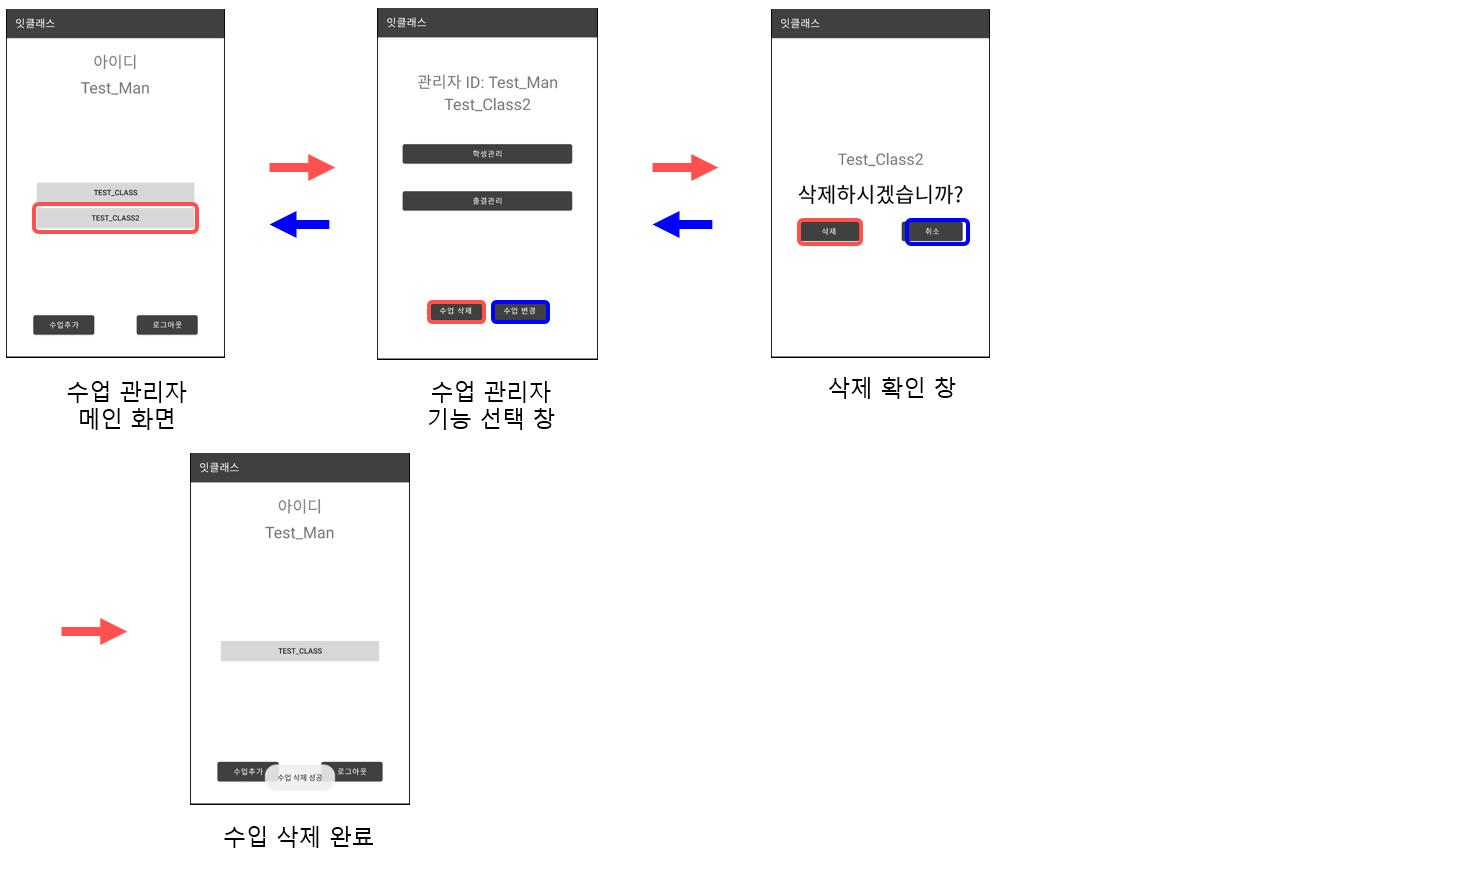 잇클래스
아이디
Test_Man
TEST_CLASS
TEST_CLASS2
수업추가
로그아웃
수업 관리자
메인 화면
잇클래스
관리자 ID: Test_Man
Test_Class2
학생관리
출결관리
수업 삭제
수업 변경
수업 관리자
기능 선택 창
잇클래스
Test_Class2
삭제하시겠습니까?
삭제
취소
삭제 확인 창
잇클래스
아이디
Test_Man
TEST_CLASS
수업추가
수업 삭제 성공
로그아웃
수입 삭제 완료